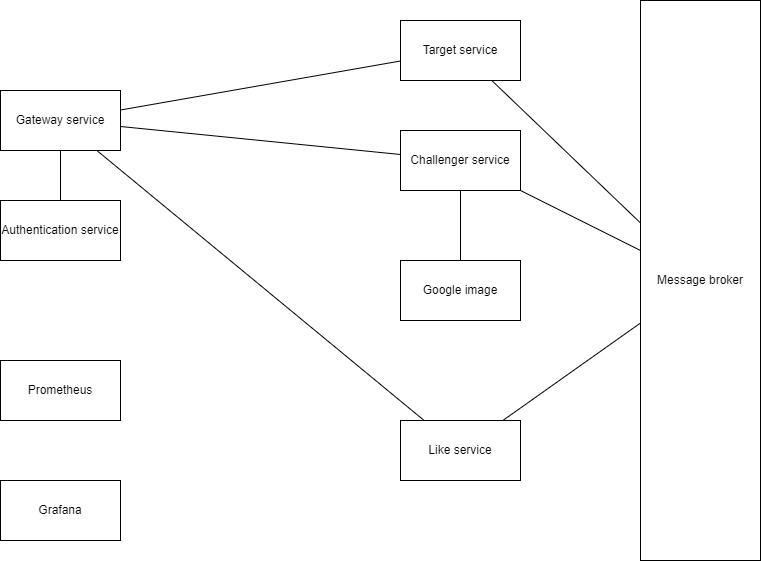 Target service
Gateway service
Challenger service
Authentication service
Google image
Message broker
Prometheus
Like service
Grafana